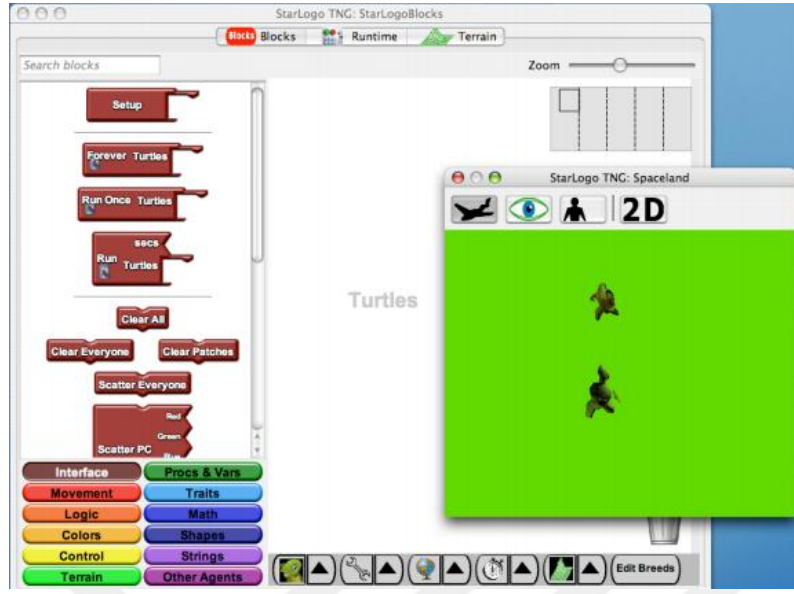 StarLogo TNG: StarLogoBlocks
Blocks Blocks Runtime Terrain
Search blocks
Zoom
Setup
Forever Turtles
Run Once Turtles
secs
Run Turtles
Clear All
Clear Everyone Clear Patches
Scatter Everyone
Red
Green
Blue
Scatter PC
Turtles
StarLogo TNG: Spaceland
2D
Interface Procs & Vars
Movement Traits
Logic Math
Colors Shapes
Control Strings
Terrain Other Agents
Edit Breeds